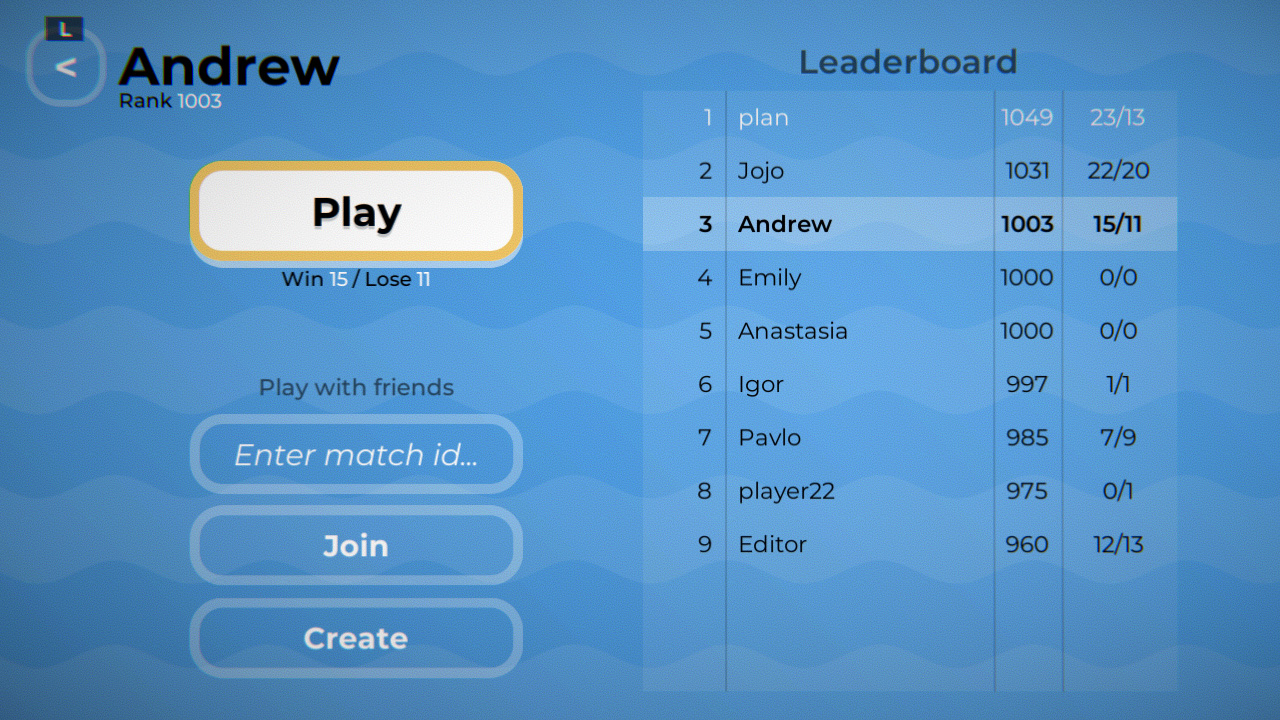 L
<
Andrew
Rank 1003
Play
Win 15 / Lose 11
Play with friends
Enter match id...
Join
Create
Leaderboard
1 plan 1049 23/13
2 Jojo 1031 22/20
3 Andrew 1003 15/11
4 Emily 1000 0/0
5 Anastasia 1000 0/0
6 Igor 997 1/1
7 Pavlo 985 7/9
8 player22 975 0/1
9 Editor 960 12/13